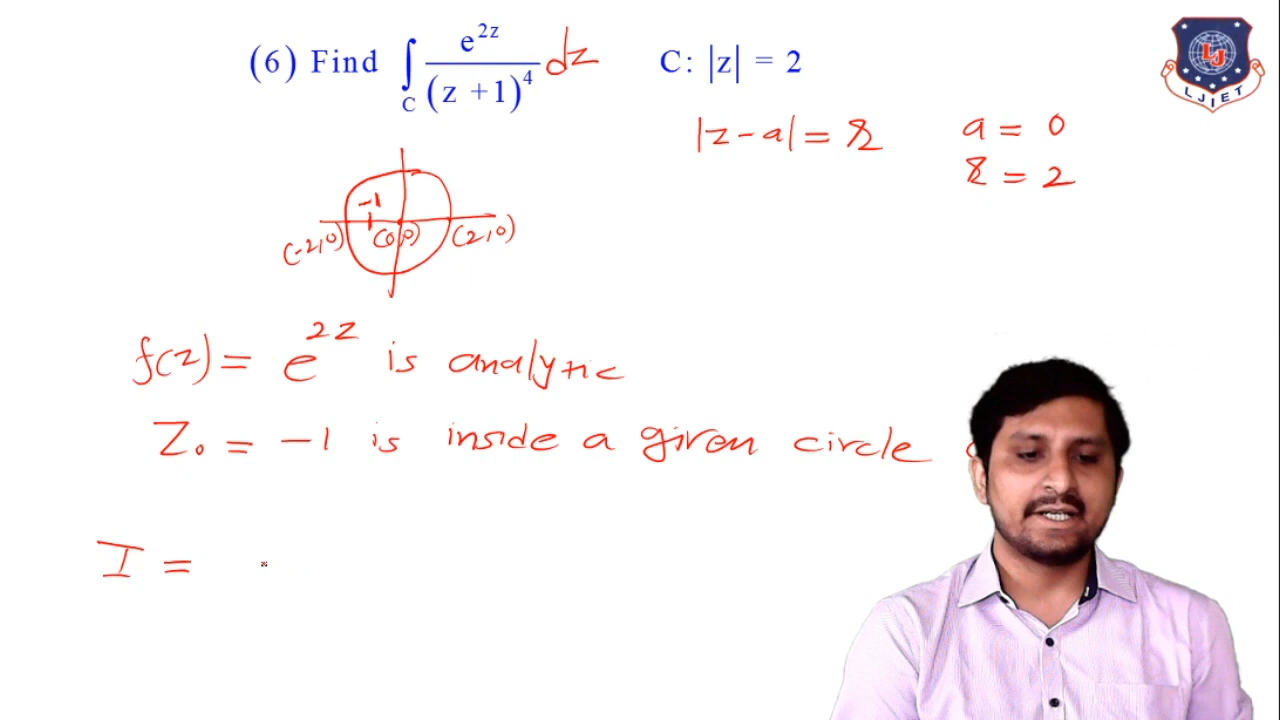 (6) Find ∫_C e^{2z}/(z+1)^4 dz C: |z| = 2
LJIET
|z-a| = r a = 0
r = 2
-1
(-2,0) (0,0) (2,0)
f(z) = e^{2z} is analytic
Z₀ = -1 is inside a given circle
I =